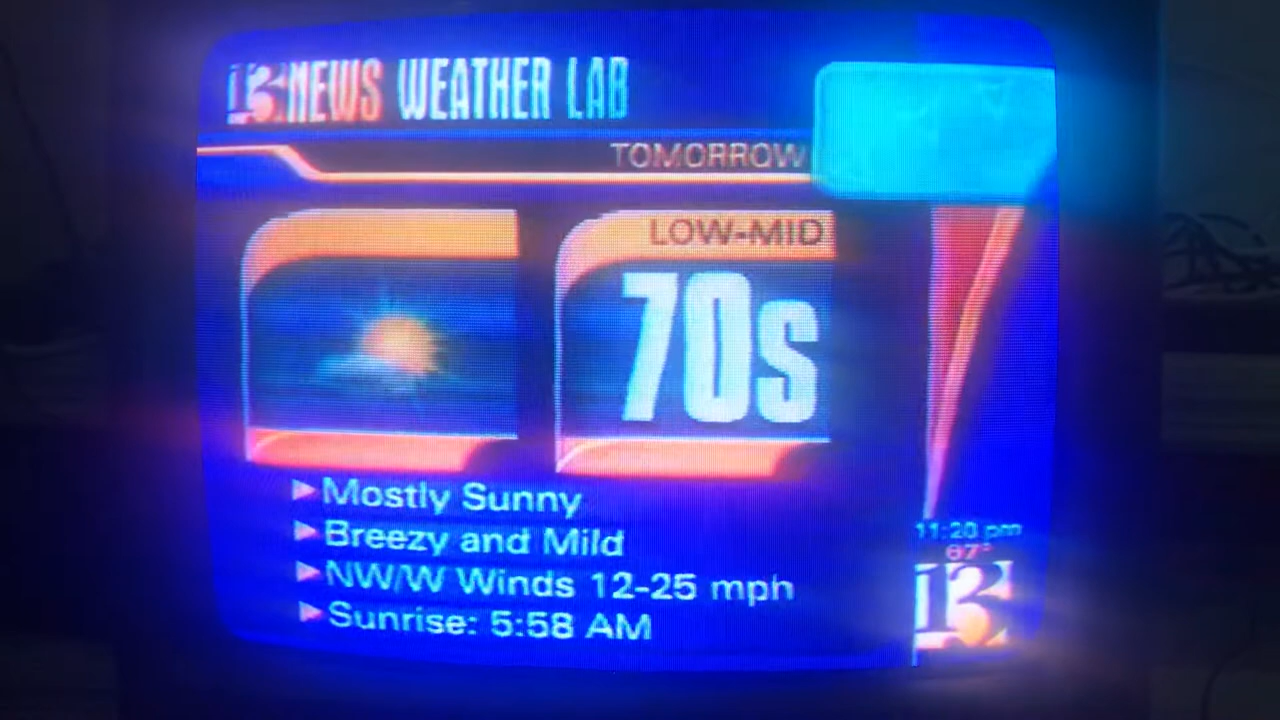 13 NEWS WEATHER LAB
TOMORROW
LOW-MID
70s
Mostly Sunny
Breezy and Mild
NW/W Winds 12-25 mph
Sunrise: 5:58 AM
11:20 pm
67°
13